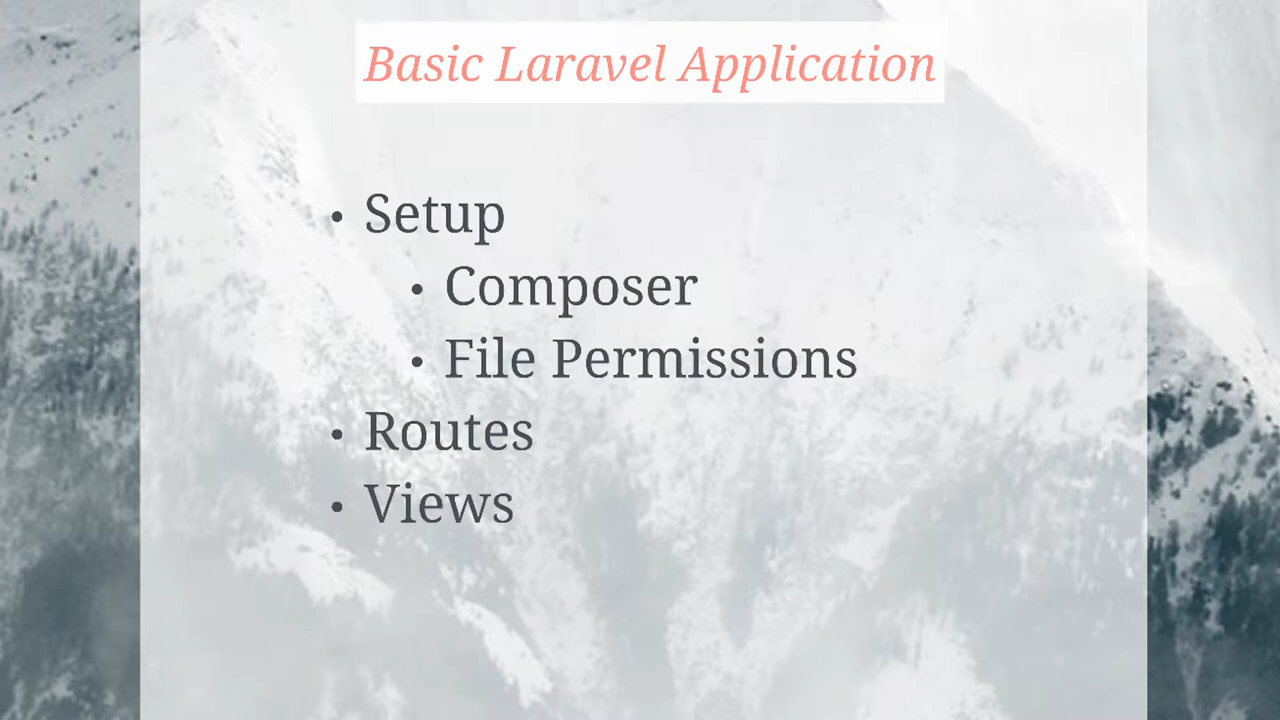 Basic Laravel Application
• Setup
• Composer
• File Permissions
• Routes
• Views